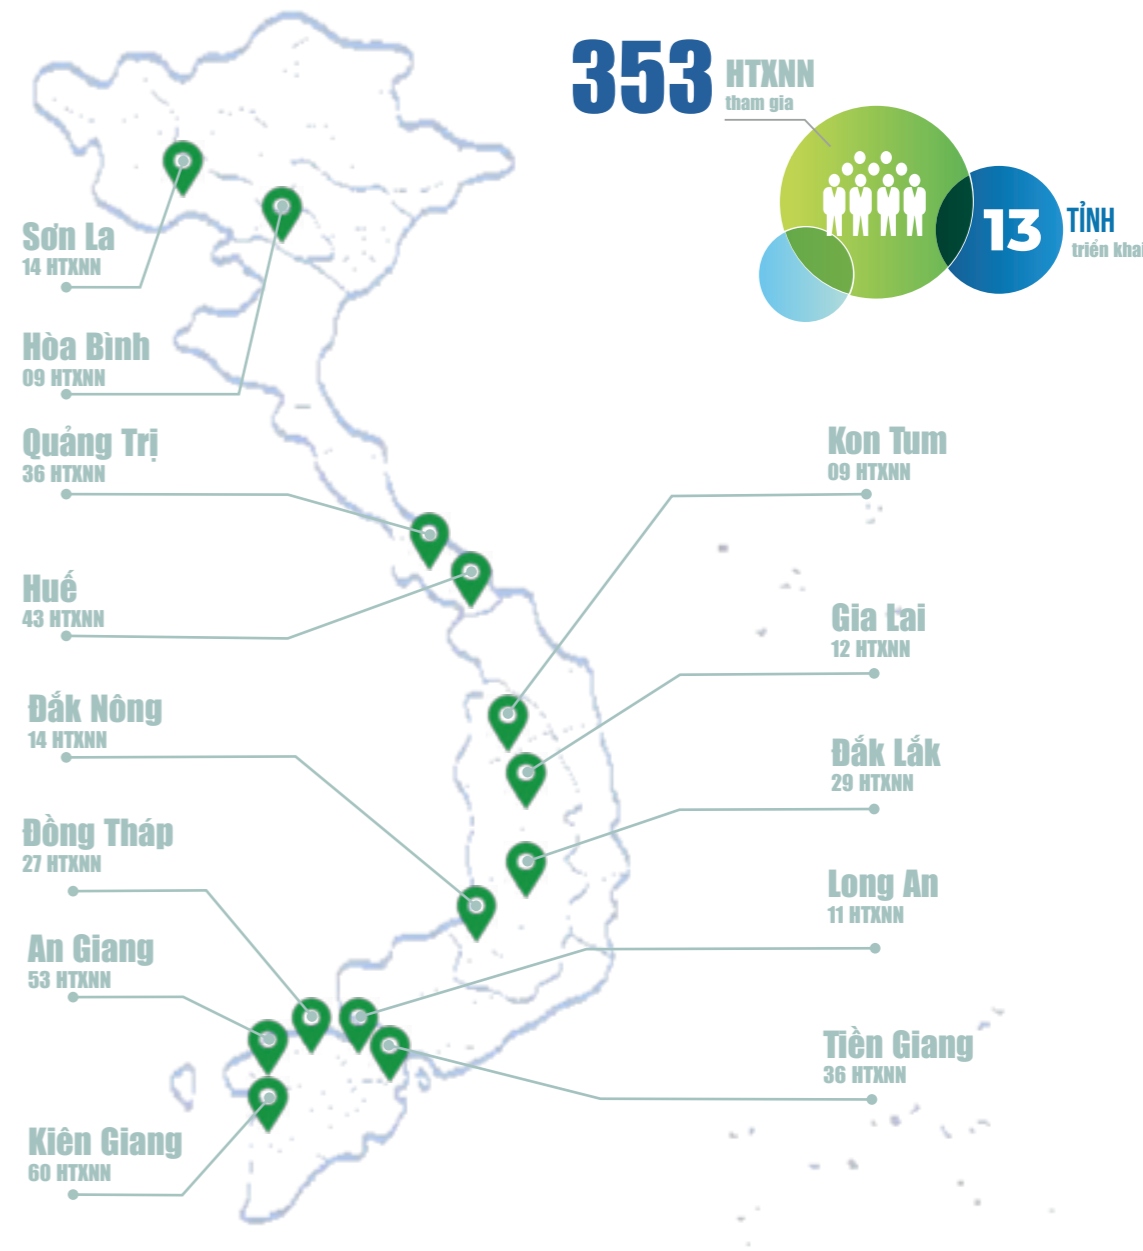 353
HTXNN
tham gia
13
TỈNH
triển khai
Sơn La
14 HTXNN
Hòa Bình
09 HTXNN
Quảng Trị
36 HTXNN
Huế
43 HTXNN
Đắk Nông
14 HTXNN
Đồng Tháp
27 HTXNN
An Giang
53 HTXNN
Kiên Giang
60 HTXNN
Kon Tum
09 HTXNN
Gia Lai
12 HTXNN
Đắk Lắk
29 HTXNN
Long An
11 HTXNN
Tiền Giang
36 HTXNN